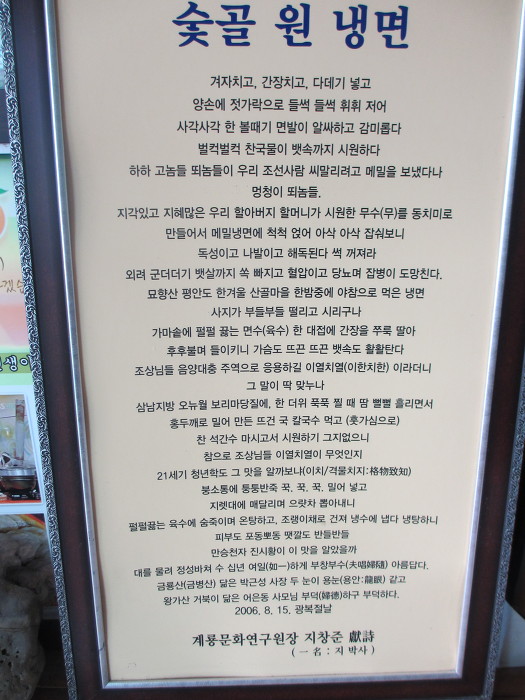 숯골 원 냉면
겨자치고, 간장치고, 다데기 넣고
양손에 젓가락으로 들썩 들썩 휘휘 저어
사각사각 한 볼때기 면발이 알싸하고 감미롭다
벌컥벌컥 찬국물이 뱃속까지 시원하다
하하 고놈들 뙤놈들이 우리 조선사람 씨말리려고 메밀을 보냈다나
멍청이 뙤놈들.
지각있고 지혜많은 우리 할아버지 할머니가 시원한 무수(무)를 동치미로
만들어서 메밀냉면에 척척 얹어 아삭 아삭 잡숴보니
독성이고 나발이고 해독된다 썩 꺼져라
외려 군더더기 뱃살까지 쏙 빠지고 혈압이고 당뇨며 잡병이 도망친다.
묘향산 평안도 한겨울 산골마을 한밤중에 야참으로 먹은 냉면
사지가 부들부들 떨리고 시리구나
가마솥에 펄펄 끓는 면수(육수) 한 대접에 간장을 쭈룩 딸아
후후불며 들이키니 가슴도 뜨끈 뜨끈 뱃속도 활활탄다
조상님들 음양대충 주역으로 응용하길 이열치열(이한치한) 이라더니
그 말이 딱 맞누나
삼남지방 오뉴월 보리마당질에, 한 더위 푹푹 찔 때 땀 뻘뻘 흘리면서
홍두깨로 밀어 만든 뜨건 국 칼국수 먹고 (훗가심으로)
찬 석간수 마시고서 시원하기 그지없으니
참으로 조상님들 이열치열이 무엇인지
21세기 청년학도 그 맛을 알까보냐(이치/격물치지:格物致知)
붕소통에 퉁퉁반죽 꾹. 꾹. 꾹. 밀어 넣고
지렛대에 매달리며 으랏차 뽑아내니
펄펄끓는 육수에 숨죽이며 온탕하고, 조랭이채로 건져 냉수에 냅다 냉탕하니
피부도 포동뽀동 땟깔도 반들반들
만승천자 진시황이 이 맛을 알았을까
대를 물려 정성바쳐 수 십년 여일(如一)하게 부창부수(夫唱婦隨) 아름답다.
금룡산(금병산) 닮은 박근성 사장 두 눈이 용눈(용안:龍眼) 같고
왕가산 거북이 닮은 어은동 사모님 부덕(婦德)하구 부덕하다.
2006. 8. 15. 광복절날
계룡문화연구원장 지창준 獻詩
(一名 : 지 박사)